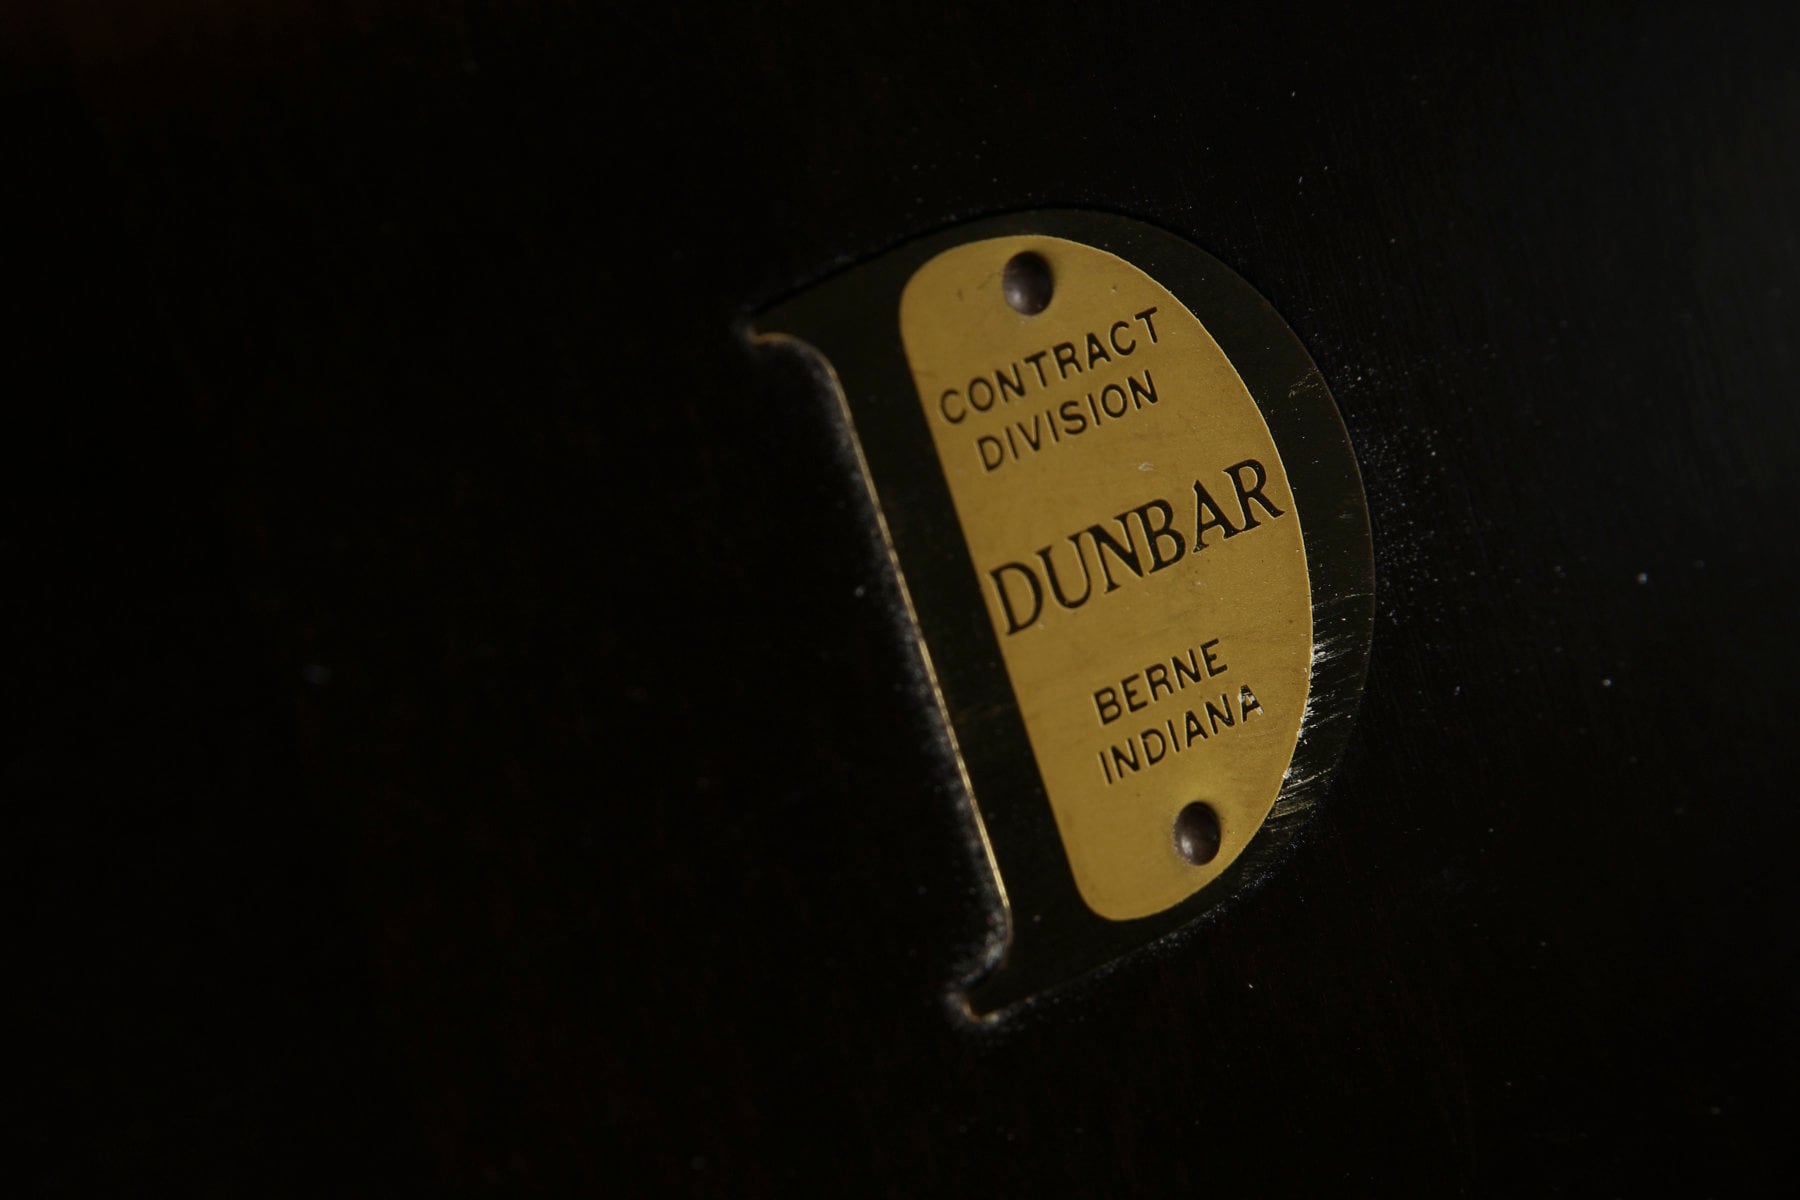 CONTRACT
DIVISION
DUNBAR
BERNE
INDIANA